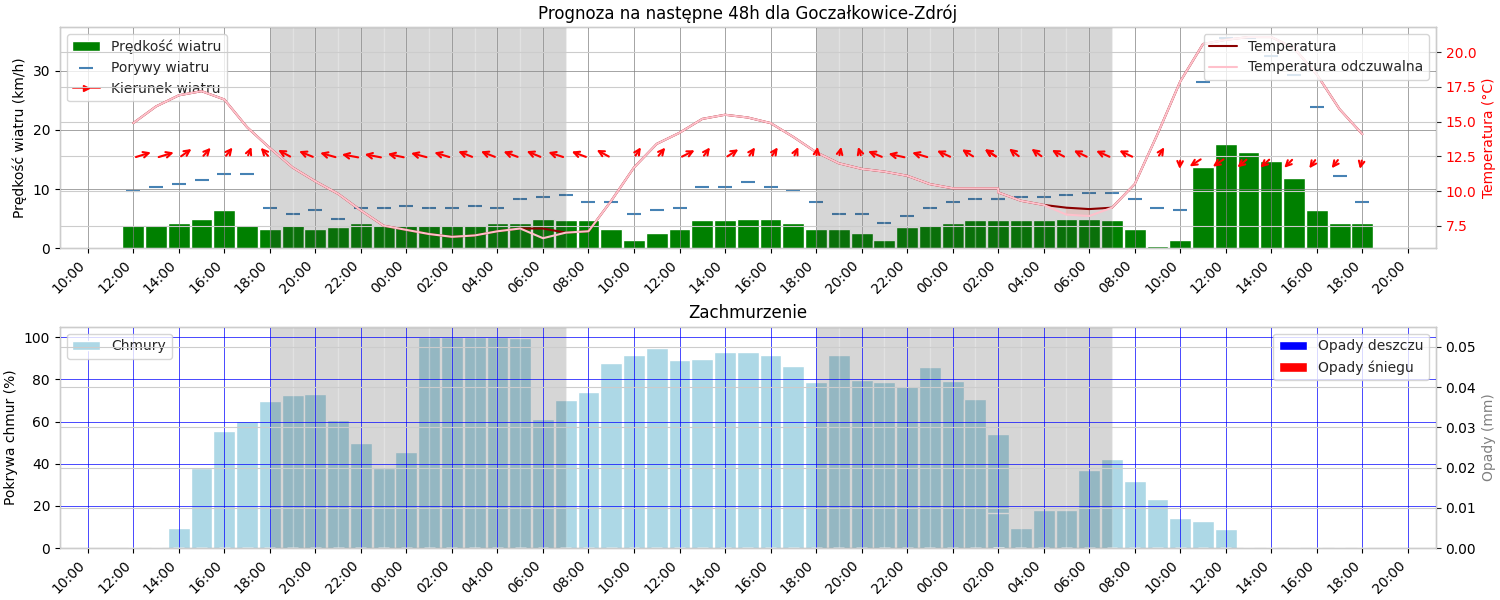 Prognoza na następne 48h dla Goczałkowice-Zdrój
Prędkość wiatru (km/h)
30
20
10
0
Prędkość wiatru
Porywy wiatru
Kierunek wiatru
Temperatura
Temperatura odczuwalna
20.0
17.5
15.0
12.5
10.0
7.5
Temperatura (°C)
10:00 12:00 14:00 16:00 18:00 20:00 22:00 00:00 02:00 04:00 06:00 08:00 10:00 12:00 14:00 16:00 18:00 20:00 22:00 00:00 02:00 04:00 06:00 08:00 10:00 12:00 14:00 16:00 18:00 20:00
Zachmurzenie
Pokrywa chmur (%)
100
80
60
40
20
0
Chmury
Opady deszczu
Opady śniegu
0.05
0.04
0.03
0.02
0.01
0.00
Opady (mm)
10:00 12:00 14:00 16:00 18:00 20:00 22:00 00:00 02:00 04:00 06:00 08:00 10:00 12:00 14:00 16:00 18:00 20:00 22:00 00:00 02:00 04:00 06:00 08:00 10:00 12:00 14:00 16:00 18:00 20:00